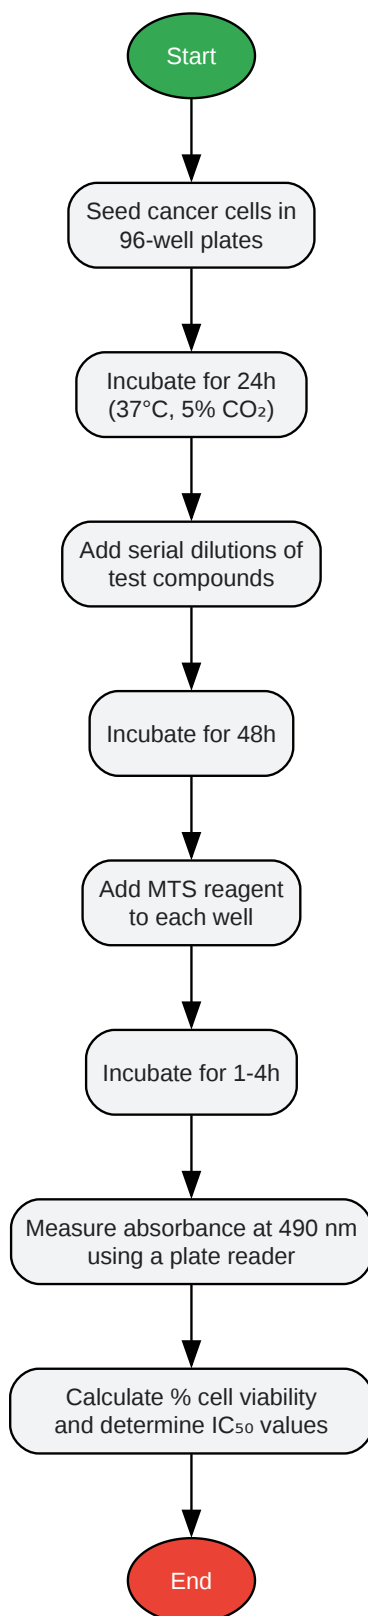 Start
Seed cancer cells in
96-well plates
Incubate for 24h
(37°C, 5% CO₂)
Add serial dilutions of
test compounds
Incubate for 48h
Add MTS reagent
to each well
Incubate for 1-4h
Measure absorbance at 490 nm
using a plate reader
Calculate % cell viability
and determine IC₅₀ values
End